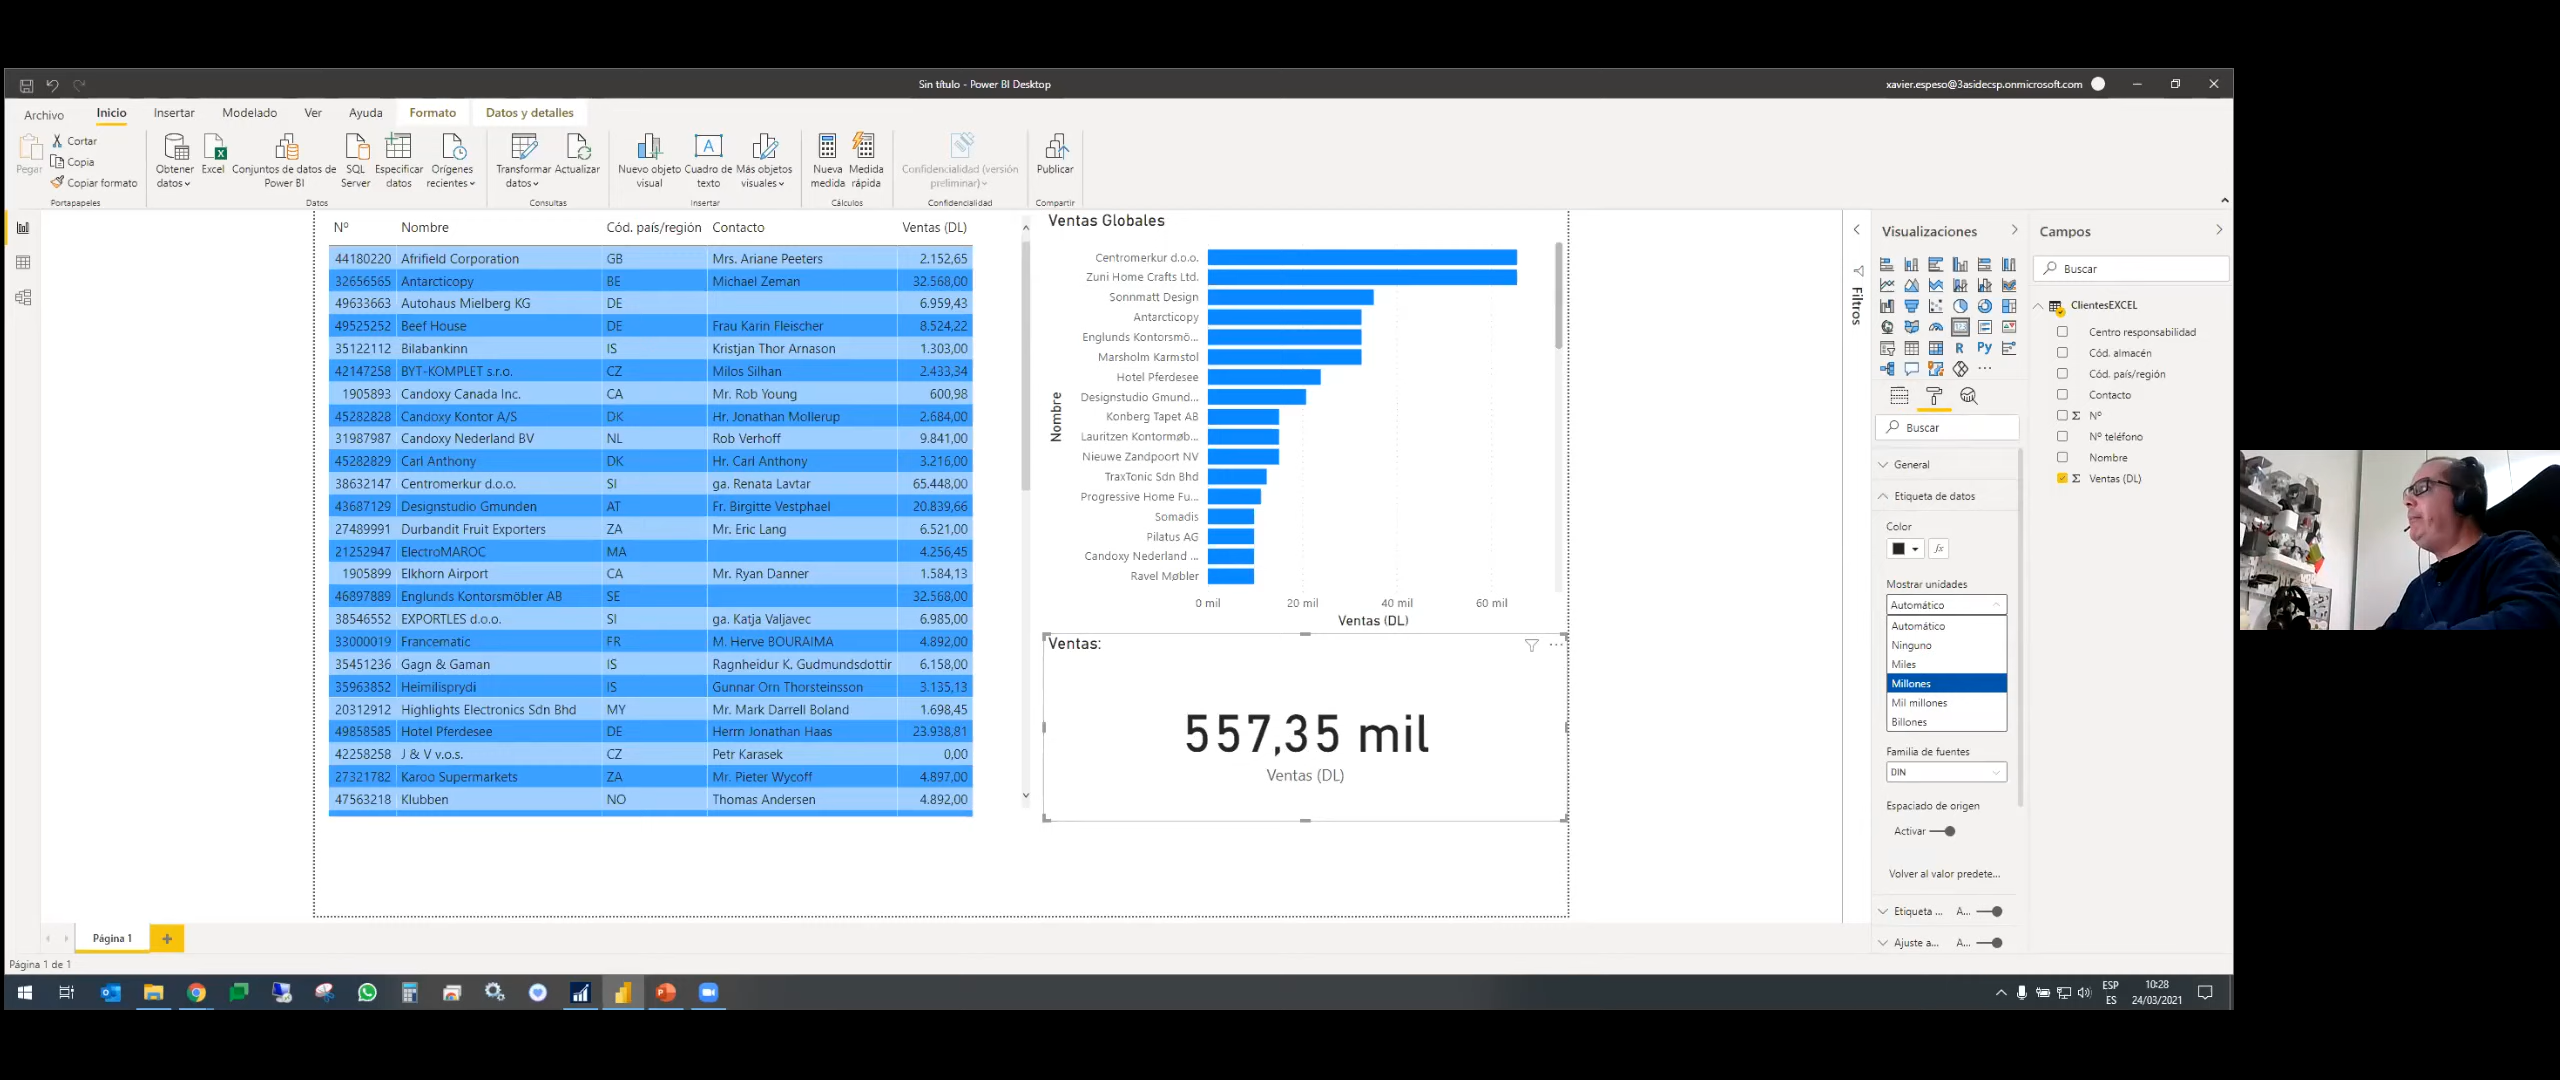 Sin título - Power BI Desktop
xavier.espeso@3asidecsp.onmicrosoft.com
Archivo Inicio Insertar Modelado Ver Ayuda Formato Datos y detalles
Pegar
Cortar
Copia
Copiar formato
Portapapeles
Obtener datos
Excel
Conjuntos de datos de Power BI
SQL Server
Especificar datos
Orígenes recientes
Datos
Transformar datos
Actualizar
Consultas
Nuevo objeto visual
Cuadro de texto
Más objetos visuales
Insertar
Nueva medida
Medida rápida
Cálculos
Confidencialidad (versión preliminar)
Confidencialidad
Publicar
Compartir
Nº Nombre Cód. país/región Contacto Ventas (DL)
44180220 Afrifield Corporation GB Mrs. Ariane Peeters 2.152,65
32656565 Antarcticopy BE Michael Zeman 32.568,00
49633663 Autohaus Mielberg KG DE 6.959,43
49525252 Beef House DE Frau Karin Fleischer 8.524,22
35122112 Bilabankinn IS Kristjan Thor Arnason 1.303,00
42147258 BYT-KOMPLET s.r.o. CZ Milos Silhan 2.433,34
1905893 Candoxy Canada Inc. CA Mr. Rob Young 600,98
45282828 Candoxy Kontor A/S DK Hr. Jonathan Mollerup 2.684,00
31987987 Candoxy Nederland BV NL Rob Verhoff 9.841,00
45282829 Carl Anthony DK Hr. Carl Anthony 3.216,00
38632147 Centromerkur d.o.o. SI ga. Renata Lavtar 65.448,00
43687129 Designstudio Gmunden AT Fr. Birgitte Vestphael 20.839,66
27489991 Durbandit Fruit Exporters ZA Mr. Eric Lang 6.521,00
21252947 ElectroMAROC MA 4.256,45
1905899 Elkhorn Airport CA Mr. Ryan Danner 1.584,13
46897889 Englunds Kontorsmöbler AB SE 32.568,00
38546552 EXPORTLES d.o.o. SI ga. Katja Valjavec 6.985,00
33000019 Francematic FR M. Herve BOURAIMA 4.892,00
35451236 Gagn & Gaman IS Ragnheidur K. Gudmundsdottir 6.158,00
35963852 Heimilisprydi IS Gunnar Orn Thorsteinsson 3.135,13
20312912 Highlights Electronics Sdn Bhd MY Mr. Mark Darrell Boland 1.698,45
49858585 Hotel Pferdesee DE Herrn Jonathan Haas 23.938,81
42258258 J & V v.o.s. CZ Petr Karasek 0,00
27321782 Karoo Supermarkets ZA Mr. Pieter Wycoff 4.897,00
47563218 Klubben NO Thomas Andersen 4.892,00
Ventas Globales
Nombre
Centromerkur d.o.o.
Zuni Home Crafts Ltd.
Sonnmatt Design
Antarcticopy
Englunds Kontorsmö...
Marsholm Karmstol
Hotel Pferdesee
Designstudio Gmund...
Konberg Tapet AB
Lauritzen Kontormøb...
Nieuwe Zandpoort NV
TraxTonic Sdn Bhd
Progressive Home Fu...
Somadis
Pilatus AG
Candoxy Nederland ...
Ravel Møbler
0 mil 20 mil 40 mil 60 mil
Ventas (DL)
Ventas:
557,35 mil
Ventas (DL)
Filtros
Visualizaciones
R Py
Buscar
General
Etiqueta de datos
Color
fx
Mostrar unidades
Automático
Automático
Ninguno
Miles
Millones
Mil millones
Billones
Familia de fuentes
DIN
Espaciado de origen
Activar
Volver al valor predete...
Etiqueta ... A...
Ajuste a... A...
Campos
Buscar
ClientesEXCEL
Centro responsabilidad
Cód. almacén
Cód. país/región
Contacto
Σ Nº
Nº teléfono
Nombre
Σ Ventas (DL)
Página 1
Página 1 de 1
ESP
ES
10:28
24/03/2021